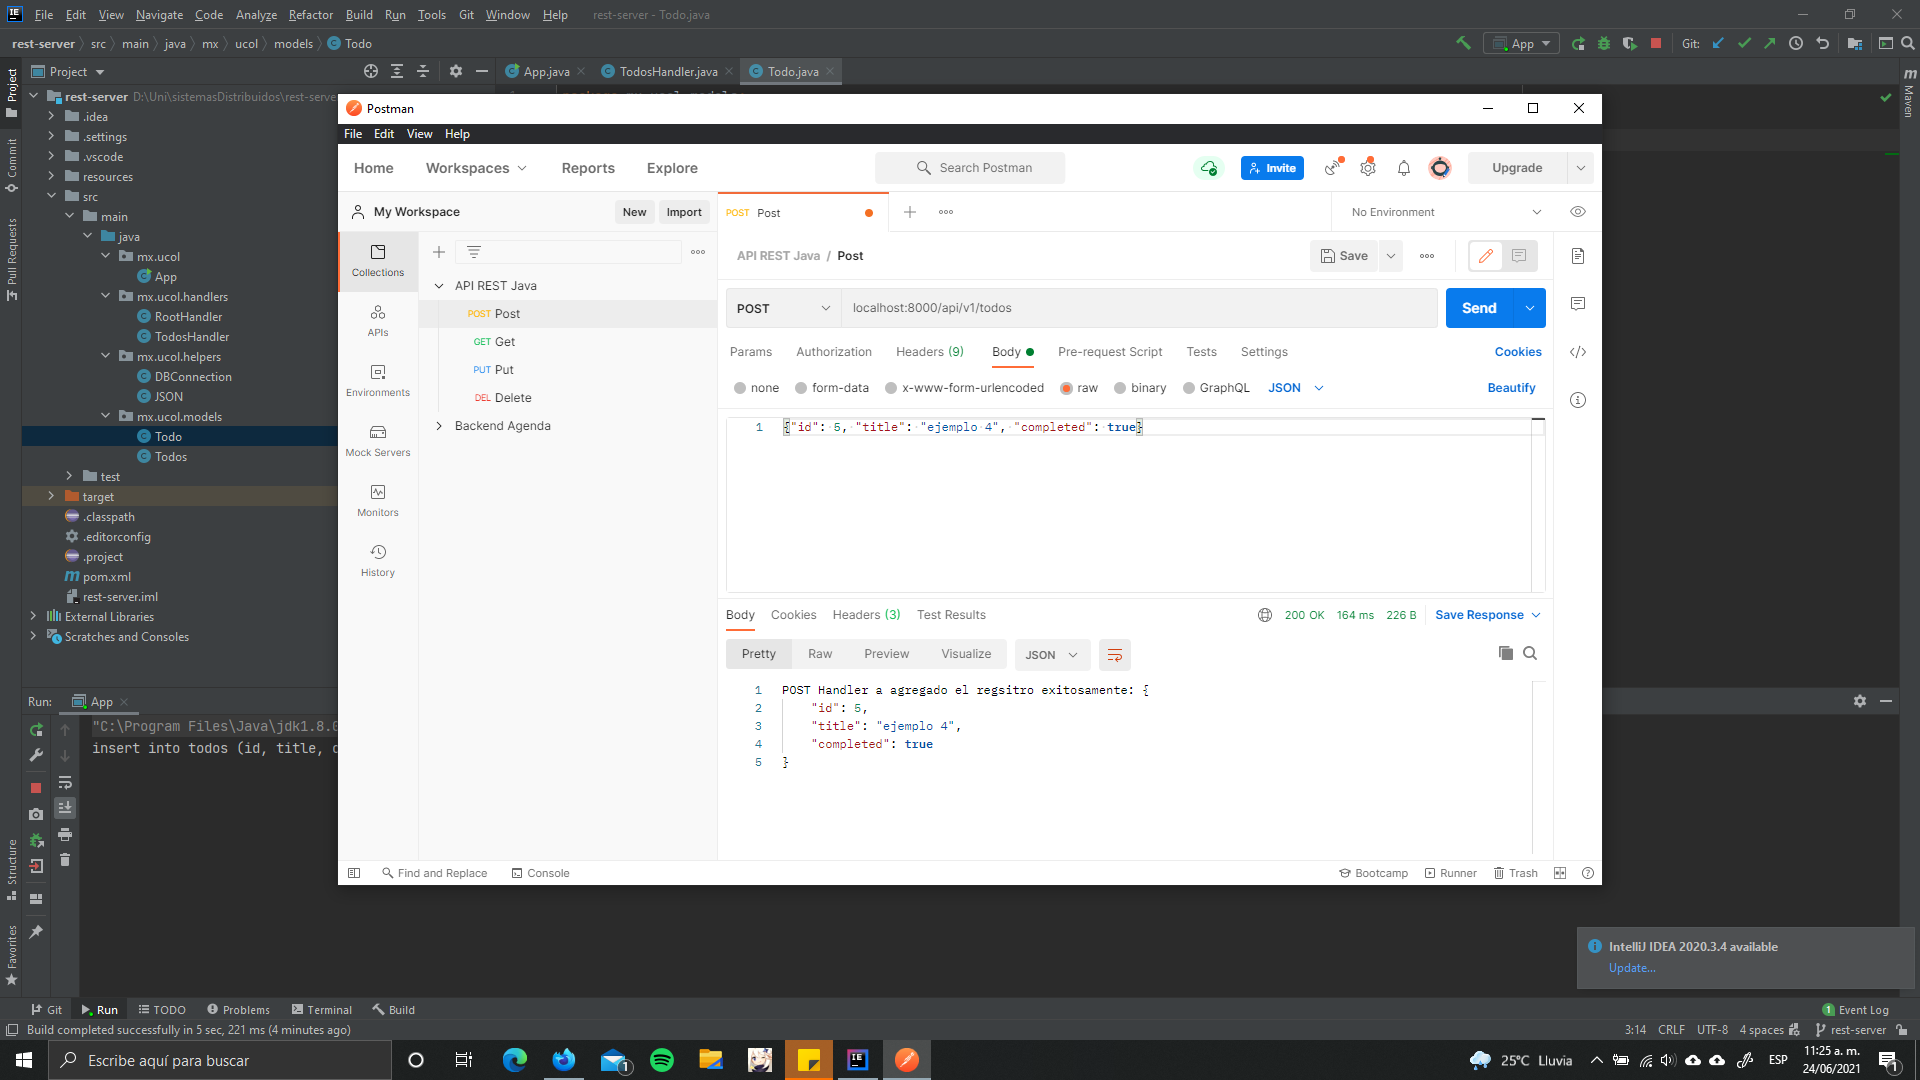 File Edit View Navigate Code Analyze Refactor Build Run Tools Git Window Help rest-server - Todo.java
rest-server src main java mx ucol models Todo
App
Git:
Project
App.java
TodosHandler.java
Todo.java
Project
Commit
Pull Requests
Structure
Favorites
m Maven
rest-server D:\Uni\sistemasDistribuidos\rest-serve
.idea
.settings
.vscode
resources
src
main
java
mx.ucol
App
mx.ucol.handlers
RootHandler
TodosHandler
mx.ucol.helpers
DBConnection
JSON
mx.ucol.models
Todo
Todos
test
target
.classpath
.editorconfig
.project
pom.xml
rest-server.iml
External Libraries
Scratches and Consoles
Postman
File Edit View Help
Home Workspaces Reports Explore
Search Postman
Invite
Upgrade
My Workspace
New
Import
POST Post
No Environment
Collections
APIs
Environments
Mock Servers
Monitors
History
API REST Java
POST Post
GET Get
PUT Put
DEL Delete
Backend Agenda
API REST Java / Post
Save
POST
localhost:8000/api/v1/todos
Send
Params Authorization Headers (9) Body Pre-request Script Tests Settings
Cookies
none form-data x-www-form-urlencoded raw binary GraphQL JSON
Beautify
1 {"id": 5, "title": "ejemplo 4", "completed": true}
Body Cookies Headers (3) Test Results
200 OK 164 ms 226 B Save Response
Pretty Raw Preview Visualize JSON
1 POST Handler a agregado el regsitro exitosamente: {
2 "id": 5,
3 "title": "ejemplo 4",
4 "completed": true
5 }
Find and Replace Console
Bootcamp Runner Trash
Run: App
"C:\Program Files\Java\jdk1.8.0
insert into todos (id, title, c
IntelliJ IDEA 2020.3.4 available
Update...
Git Run TODO Problems Terminal Build
1 Event Log
Build completed successfully in 5 sec, 221 ms (4 minutes ago)
3:14 CRLF UTF-8 4 spaces rest-server
Escribe aquí para buscar
1
25°C Lluvia
ESP
11:25 a. m.
24/06/2021
1